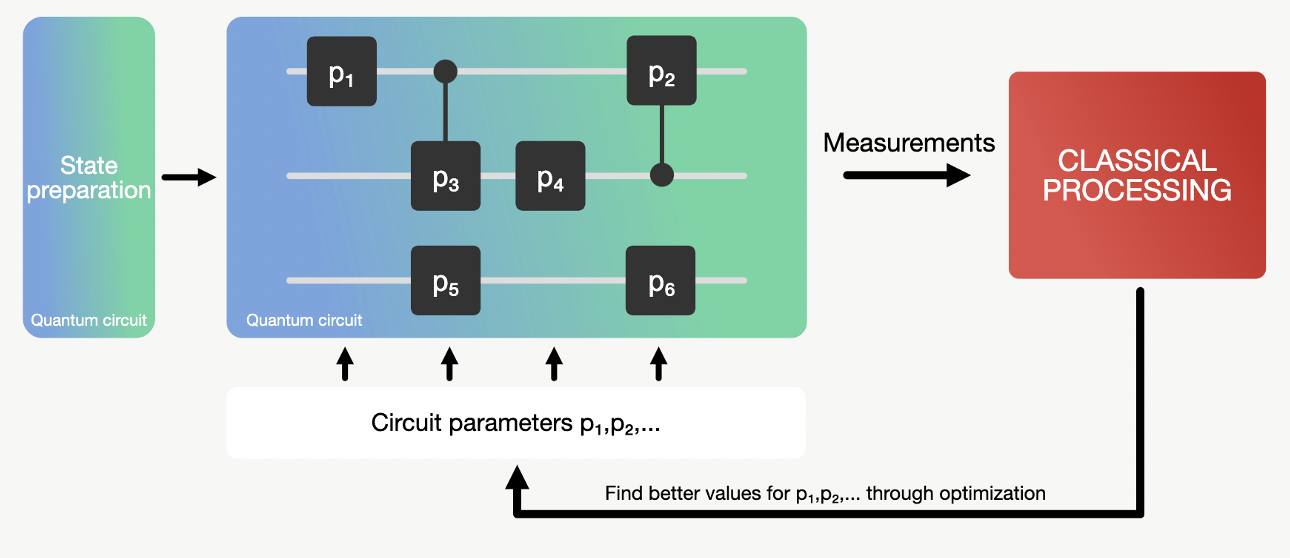 State
preparation
Quantum circuit
p₁
p₂
p₃
p₄
p₅
p₆
Quantum circuit
Measurements
CLASSICAL
PROCESSING
Circuit parameters p₁,p₂,...
Find better values for p₁,p₂,... through optimization